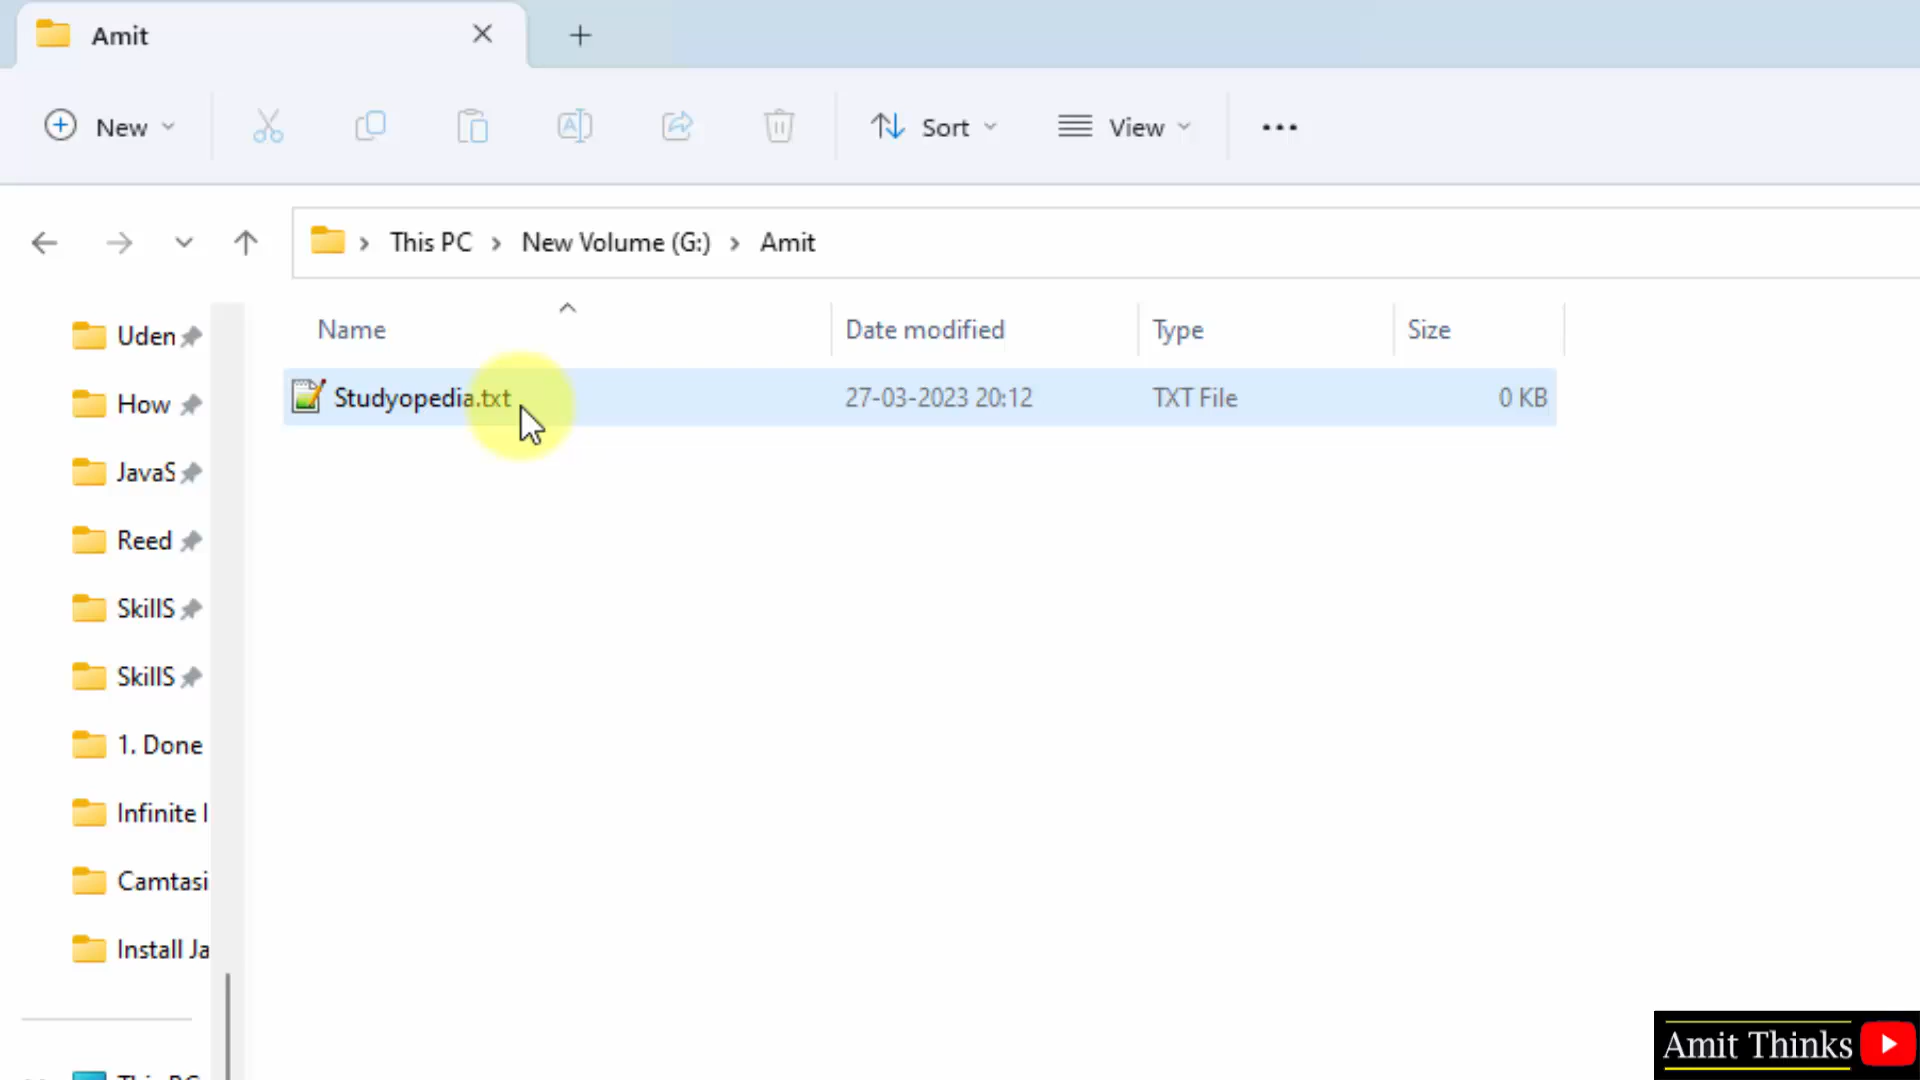 Amit
New
Sort
View
This PC > New Volume (G:) > Amit
Name
Date modified
Type
Size
Studyopedia.txt
27-03-2023 20:12
TXT File
0 KB
Uden
How
JavaS
Reed
SkillS
SkillS
1. Done
Infinite I
Camtasi
Install Ja
This PC
Amit Thinks